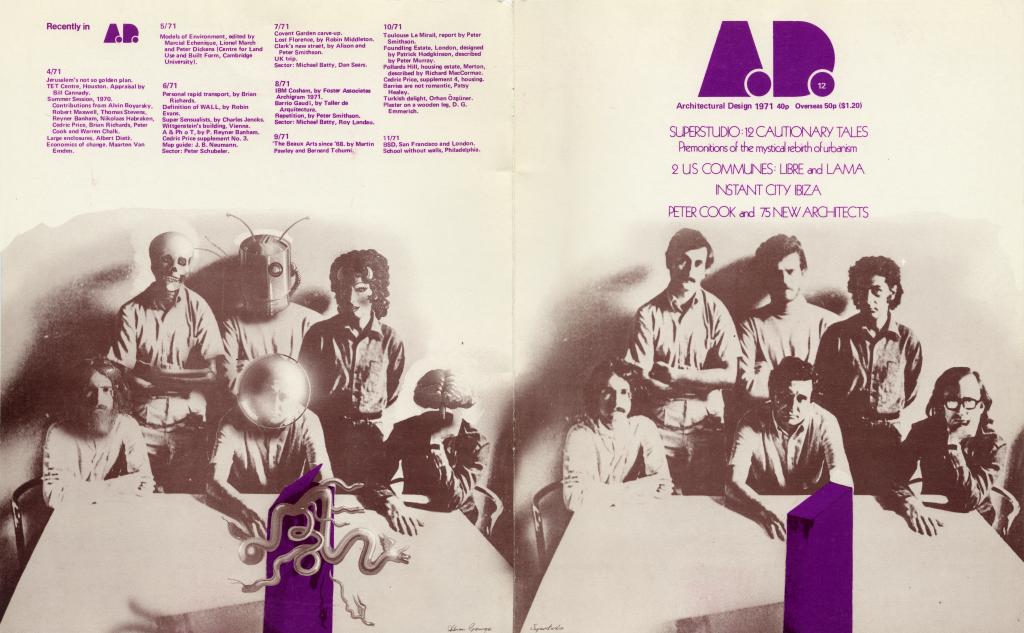 Recently in
A.D.
4/71
Jerusalem's not so golden plan.
TET Centre, Houston. Appraisal by
Bill Cannady.
Summer Session, 1970.
Contributions from Alvin Boyarsky,
Robert Maxwell, Thomas Stevens,
Reyner Banham, Nikolaas Habraken,
Cedric Price, Brian Richards, Peter
Cook and Warren Chalk.
Large enclosures, Albert Dietz.
Economics of change, Maarten Van
Emden.
5/71
Models of Environment, edited by
Marcial Echenique, Lionel March
and Peter Dickens (Centre for Land
Use and Built Form, Cambridge
University).
6/71
Personal rapid transport, by Brian
Richards.
Definition of WALL, by Robin
Evans.
Super Sensualists, by Charles Jencks.
Wittgenstein's building, Vienna.
A & P h o T, by P. Reyner Banham.
Cedric Price supplement No. 3.
Map guide: J. B. Naumann.
Sector: Peter Schubeler.
7/71
Covent Garden carve-up.
Lost Florence, by Robin Middleton.
Clark's new street, by Alison and
Peter Smithson.
UK trip.
Sector: Michael Batty, Dan Sears.
8/71
IBM Cosham, by Foster Associates
Archigram 1971.
Barrio Gaudi, by Taller de
Arquitectura.
Repetition, by Peter Smithson.
Sector: Michael Batty, Roy Landau.
9/71
'The Beaux Arts since '68, by Martin
Pawley and Bernard Tchumi.
10/71
Toulouse Le Mirail, report by Peter
Smithson.
Foundling Estate, London, designed
by Patrick Hodgkinson, described
by Peter Murray.
Pollards Hill, housing estate, Merton,
described by Richard MacCormac.
Cedric Price, supplement 4, housing.
Barrios are not romantic, Patsy
Healey.
Turkish delight, Orhan Özgüner.
Plaster on a wooden leg, D. G.
Emmerich.
11/71
BSD, San Francisco and London.
School without walls, Philadelphia.
A.D.
12
Architectural Design 1971 40p Overseas 50p ($1.20)
SUPERSTUDIO: 12 CAUTIONARY TALES
Premonitions of the mystical rebirth of urbanism
2 US COMMUNES: LIBRE and LAMA
INSTANT CITY IBIZA
PETER COOK and 75 NEW ARCHITECTS
Superstudio